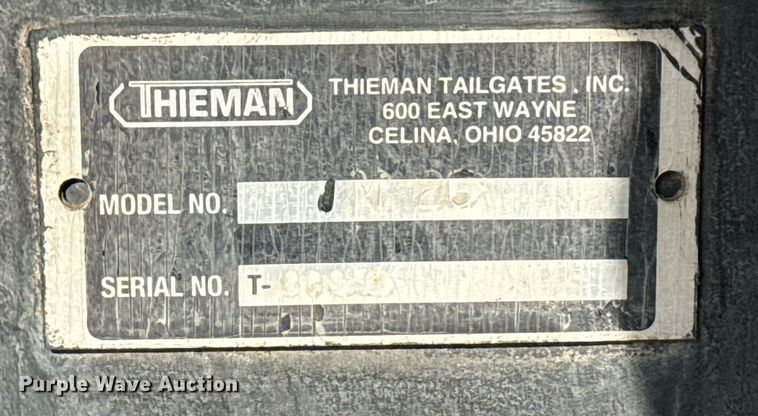 THIEMAN
THIEMAN TAILGATES, INC.
600 EAST WAYNE
CELINA, OHIO 45822
MODEL NO.
SERIAL NO. T-
Purple Wave Auction